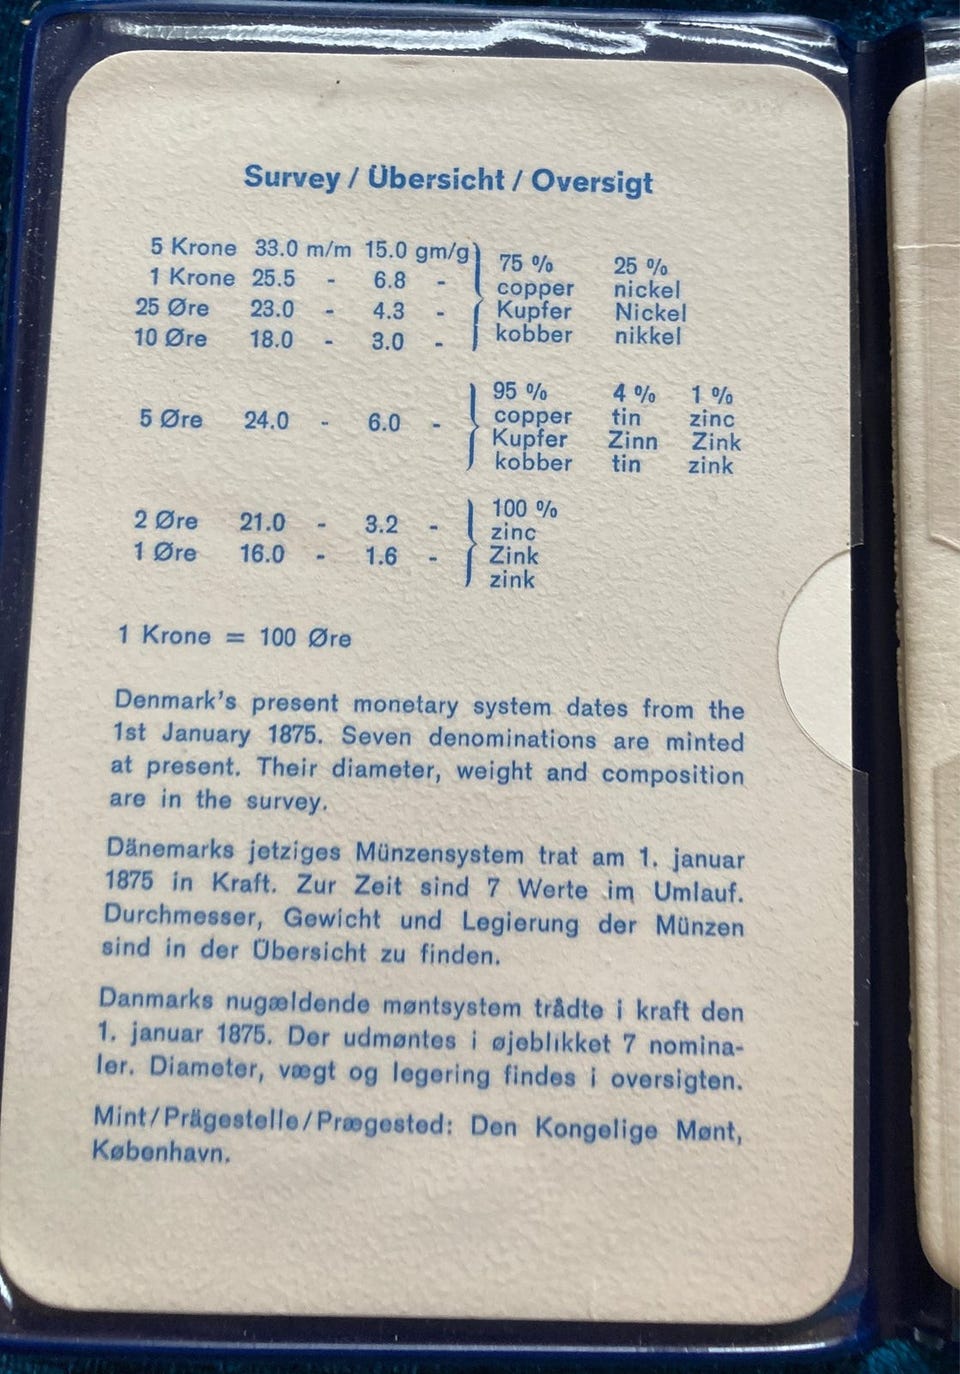 Survey / Übersicht / Oversigt
5 Krone 33.0 m/m 15.0 gm/g
1 Krone 25.5 - 6.8 -
25 Øre 23.0 - 4.3 -
10 Øre 18.0 - 3.0 -
75 % 25 %
copper nickel
Kupfer Nickel
kobber nikkel
5 Øre 24.0 - 6.0 -
95 % 4 % 1 %
copper tin zinc
Kupfer Zinn Zink
kobber tin zink
2 Øre 21.0 - 3.2 -
1 Øre 16.0 - 1.6 -
100 %
zinc
Zink
zink
1 Krone = 100 Øre
Denmark's present monetary system dates from the
1st January 1875. Seven denominations are minted
at present. Their diameter, weight and composition
are in the survey.
Dänemarks jetziges Münzensystem trat am 1. januar
1875 in Kraft. Zur Zeit sind 7 Werte im Umlauf.
Durchmesser, Gewicht und Legierung der Münzen
sind in der Übersicht zu finden.
Danmarks nugældende møntsystem trådte i kraft den
1. januar 1875. Der udmøntes i øjeblikket 7 nomina-
ler. Diameter, vægt og legering findes i oversigten.
Mint/Prägestelle/Prægested: Den Kongelige Mønt,
København.